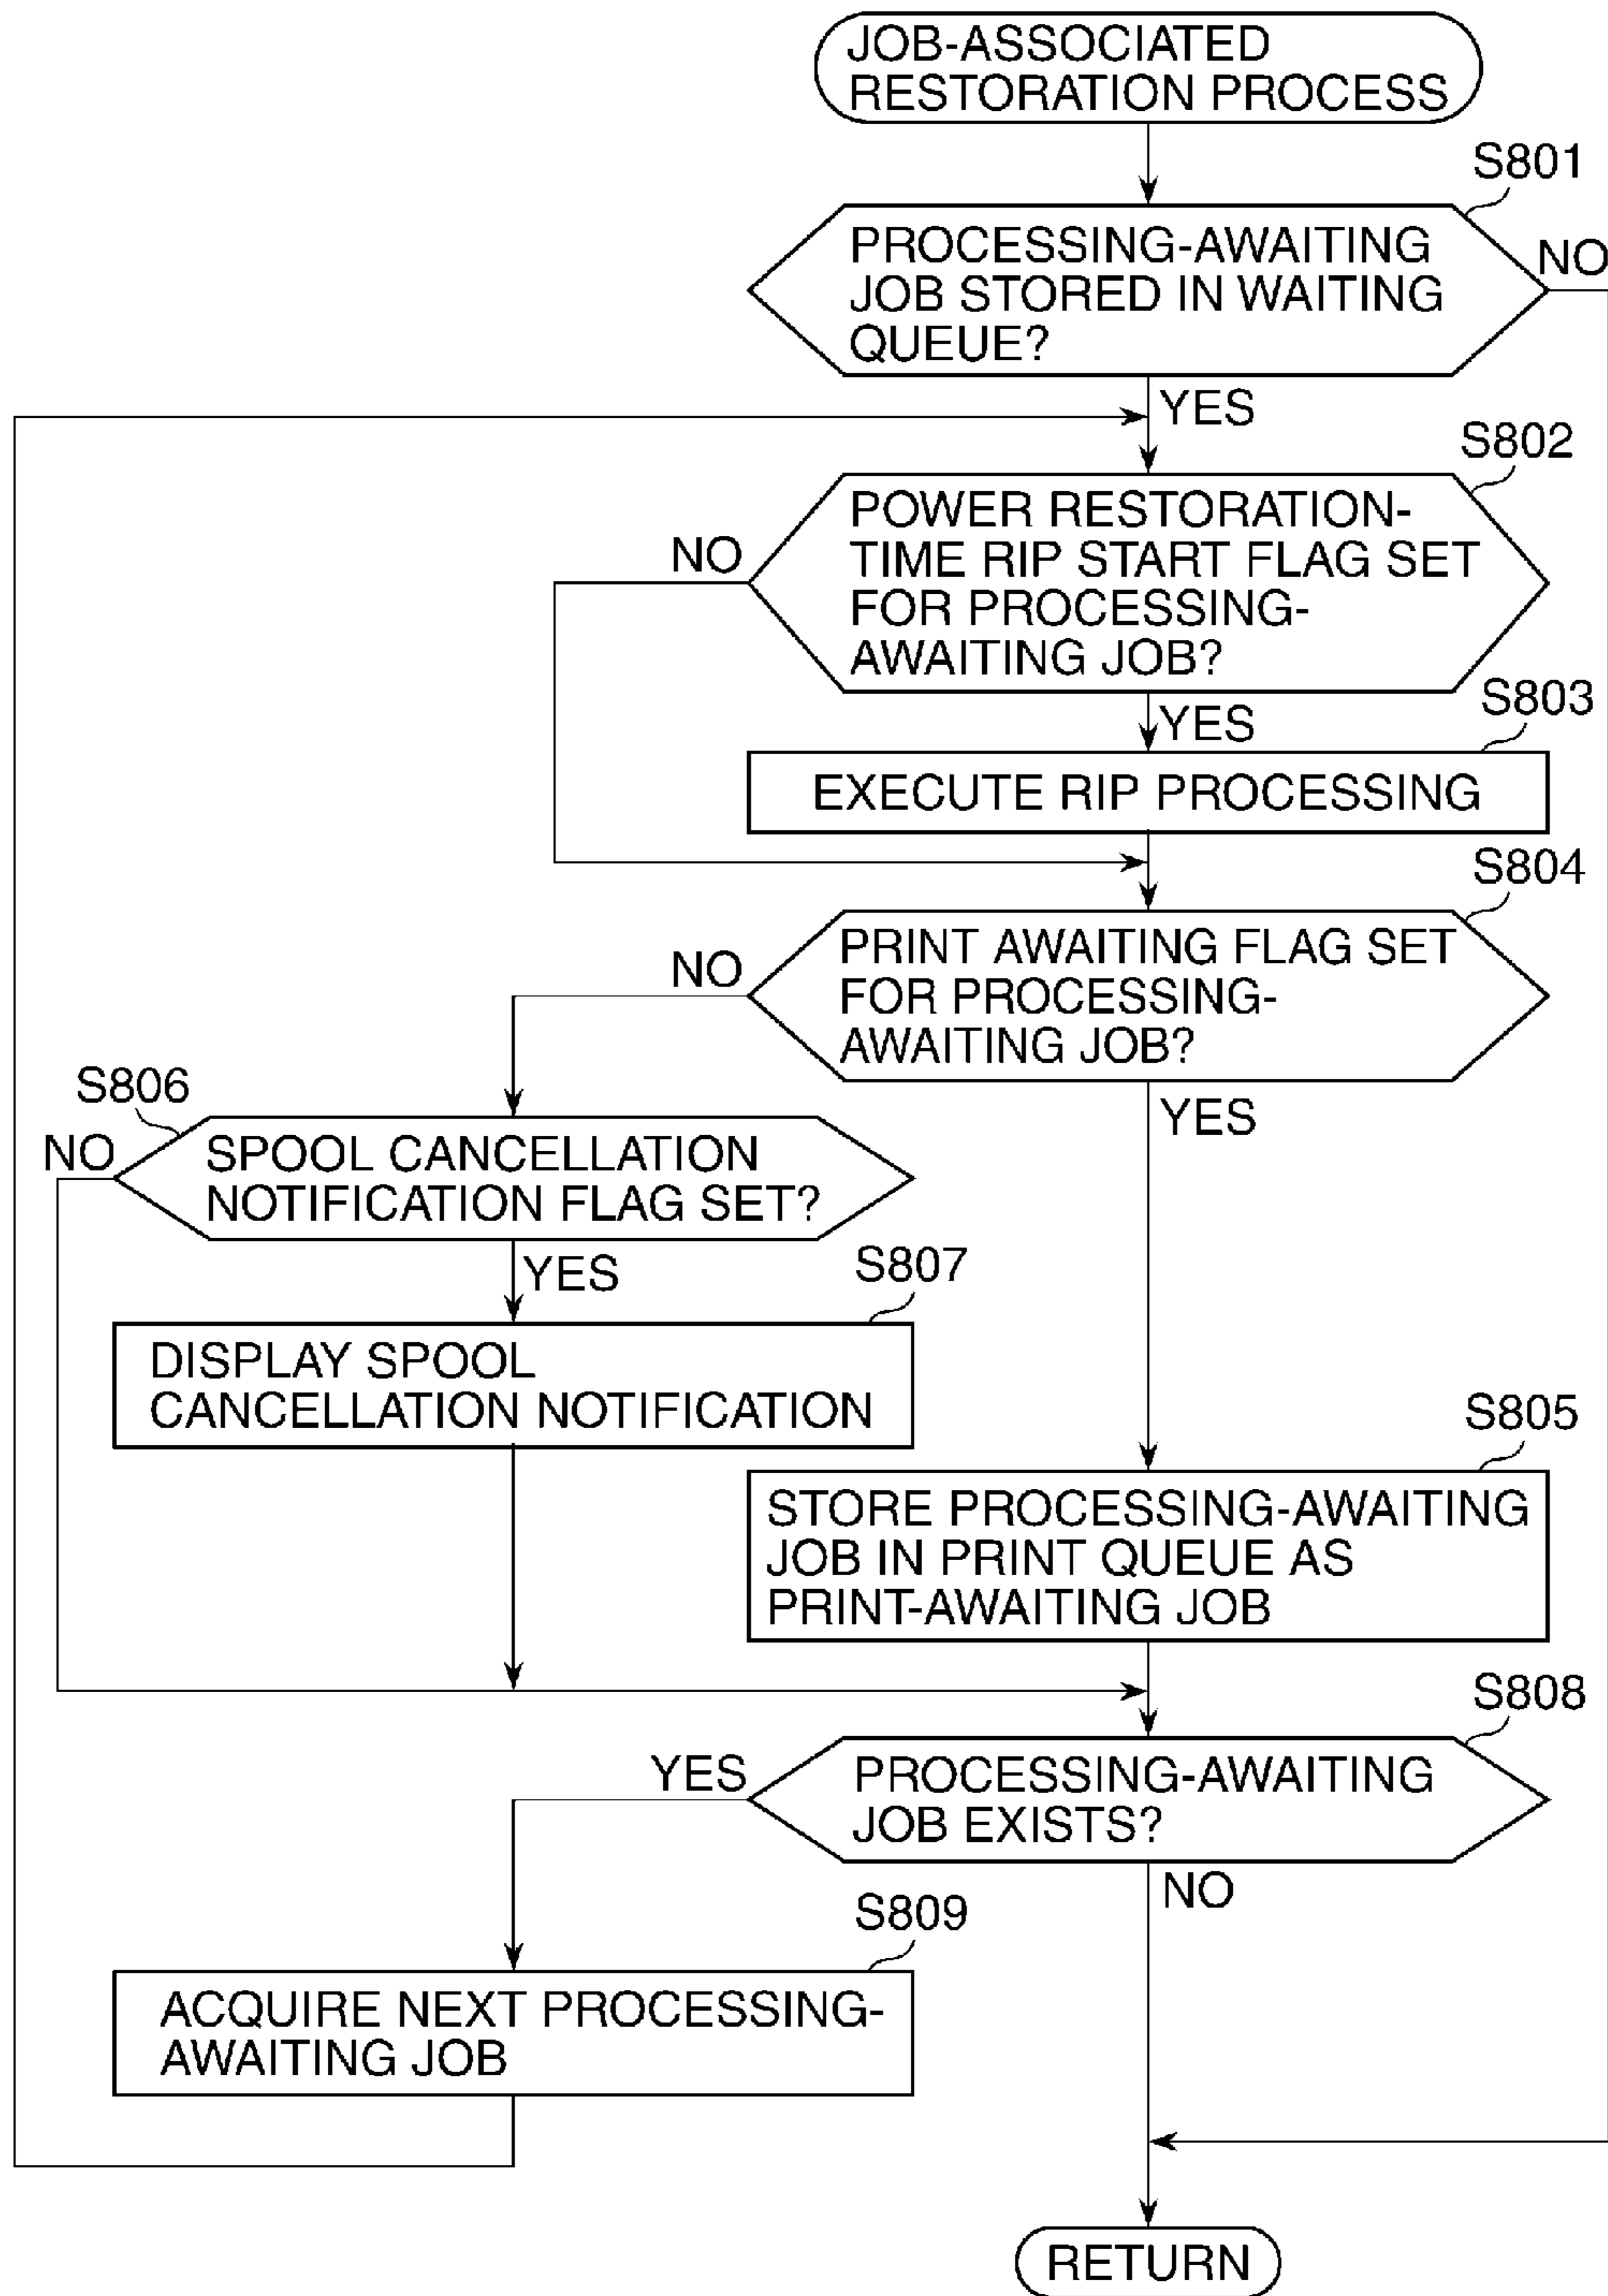 JOB-ASSOCIATED
RESTORATION PROCESS
S801
PROCESSING-AWAITING
JOB STORED IN WAITING
QUEUE?
NO
YES
S802
POWER RESTORATION-
TIME RIP START FLAG SET
FOR PROCESSING-
AWAITING JOB?
NO
YES
S803
EXECUTE RIP PROCESSING
S804
PRINT AWAITING FLAG SET
FOR PROCESSING-
AWAITING JOB?
NO
YES
S806
SPOOL CANCELLATION
NOTIFICATION FLAG SET?
NO
YES
S807
DISPLAY SPOOL
CANCELLATION NOTIFICATION
S805
STORE PROCESSING-AWAITING
JOB IN PRINT QUEUE AS
PRINT-AWAITING JOB
S808
PROCESSING-AWAITING
JOB EXISTS?
YES
NO
S809
ACQUIRE NEXT PROCESSING-
AWAITING JOB
RETURN